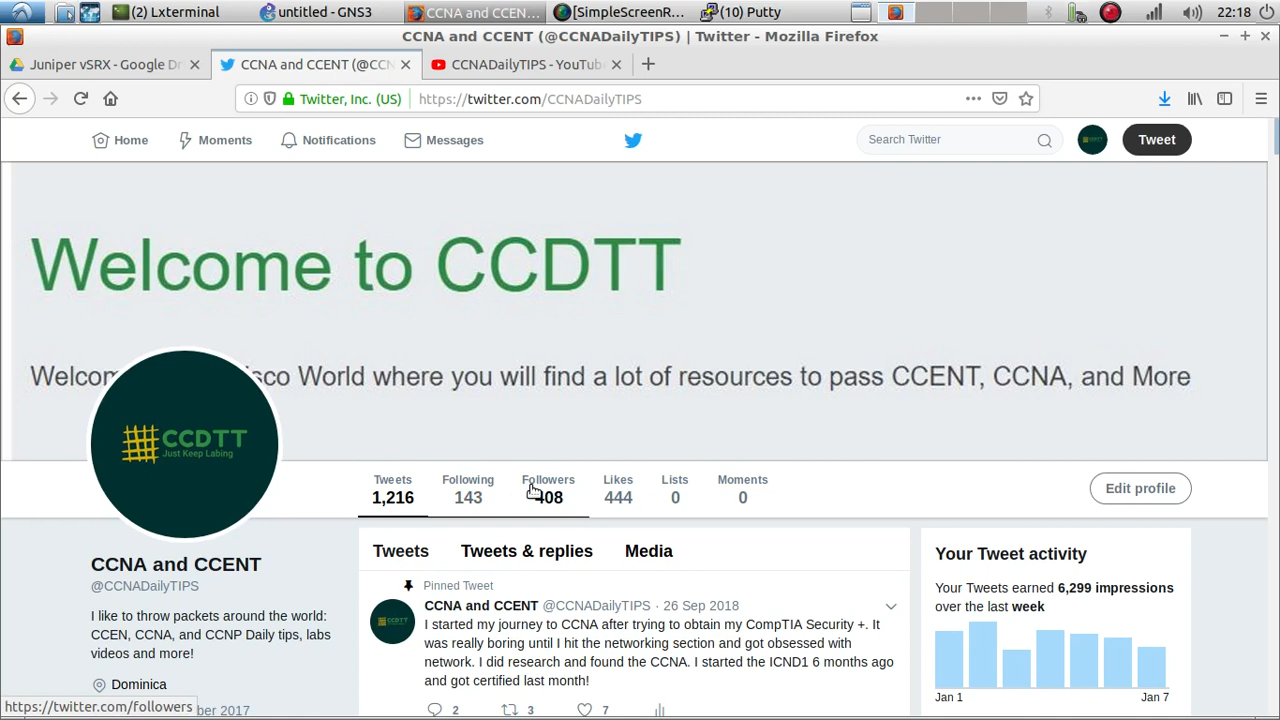 (2) Lxterminal
untitled - GNS3
CCNA and CCEN...
[SimpleScreenR...
(10) Putty
22:18
CCNA and CCENT (@CCNADailyTIPS) | Twitter - Mozilla Firefox
Juniper vSRX - Google Dr
CCNA and CCENT (@CCN
CCNADailyTIPS - YouTube
Twitter, Inc. (US)
https://twitter.com/CCNADailyTIPS
Home
Moments
Notifications
Messages
Search Twitter
Tweet
Welcome to CCDTT
Welcom sco World where you will find a lot of resources to pass CCENT, CCNA, and More
CCDTT
Just Keep Labing
Tweets
1,216
Following
143
Followers
408
Likes
444
Lists
0
Moments
0
Edit profile
CCNA and CCENT
@CCNADailyTIPS
I like to throw packets around the world:
CCEN, CCNA, and CCNP Daily tips, labs
videos and more!
Dominica
ber 2017
https://twitter.com/followers
Tweets
Tweets & replies
Media
Pinned Tweet
CCNA and CCENT @CCNADailyTIPS · 26 Sep 2018
I started my journey to CCNA after trying to obtain my CompTIA Security +. It
was really boring until I hit the networking section and got obsessed with
network. I did research and found the CCNA. I started the ICND1 6 months ago
and got certified last month!
2
3
7
Your Tweet activity
Your Tweets earned 6,299 impressions
over the last week
Jan 1
Jan 7